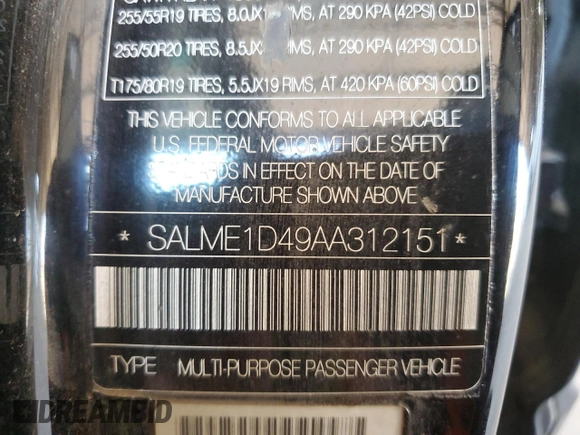 255/55R19 TIRES, 8.0JX19 RIMS, AT 290 KPA (42PSI) COLD
255/50R20 TIRES, 8.5JX RIMS, AT 290 KPA (42PSI) COLD
T175/80R19 TIRES, 5.5JX19 RIMS, AT 420 KPA (60PSI) COLD
THIS VEHICLE CONFORMS TO ALL APPLICABLE
U.S. FEDERAL MOTOR VEHICLE SAFETY
IN EFFECT ON THE DATE OF
MANUFACTURE SHOWN ABOVE
* SALME1D49AA312151 *
TYPE MULTI-PURPOSE PASSENGER VEHICLE
DREAMBID